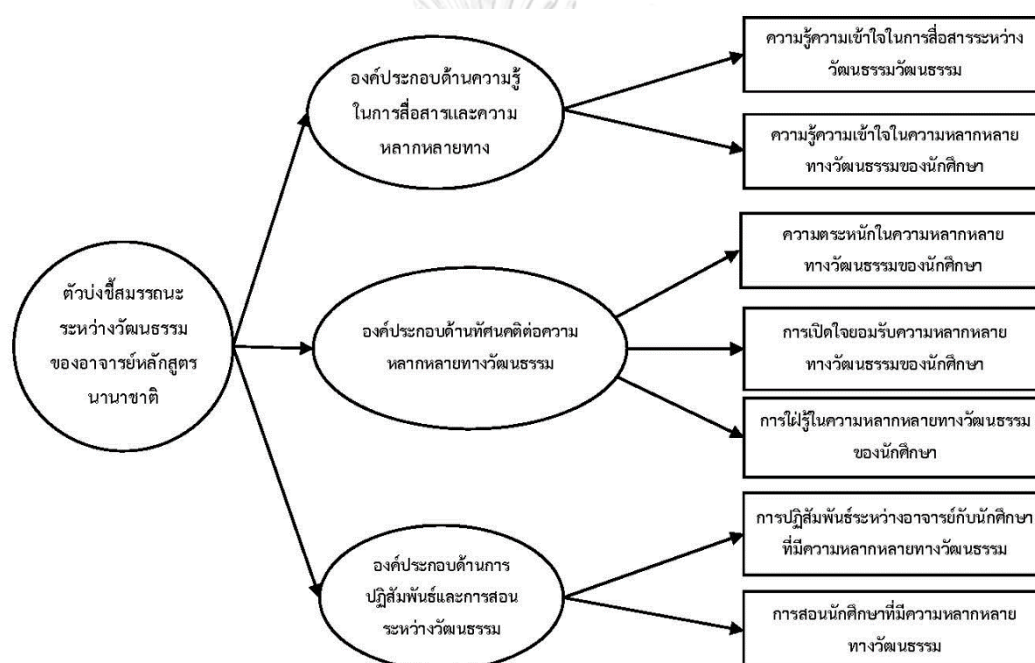 ตัวบ่งชี้สมรรถนะ
ระหว่างวัฒนธรรม
ของอาจารย์หลักสูตร
นานาชาติ
องค์ประกอบด้านความรู้
ในการสื่อสารและความ
หลากหลายทาง
ความรู้ความเข้าใจในการสื่อสารระหว่าง
วัฒนธรรมวัฒนธรรม
ความรู้ความเข้าใจในความหลากหลาย
ทางวัฒนธรรมของนักศึกษา
องค์ประกอบด้านทัศนคติต่อความ
หลากหลายทางวัฒนธรรม
ความตระหนักในความหลากหลาย
ทางวัฒนธรรมของนักศึกษา
การเปิดใจยอมรับความหลากหลาย
ทางวัฒนธรรมของนักศึกษา
การใฝ่รู้ในความหลากหลายทางวัฒนธรรม
ของนักศึกษา
องค์ประกอบด้านการ
ปฏิสัมพันธ์และการสอน
ระหว่างวัฒนธรรม
การปฏิสัมพันธ์ระหว่างอาจารย์กับนักศึกษา
ที่มีความหลากหลายทางวัฒนธรรม
การสอนนักศึกษาที่มีความหลากหลาย
ทางวัฒนธรรม